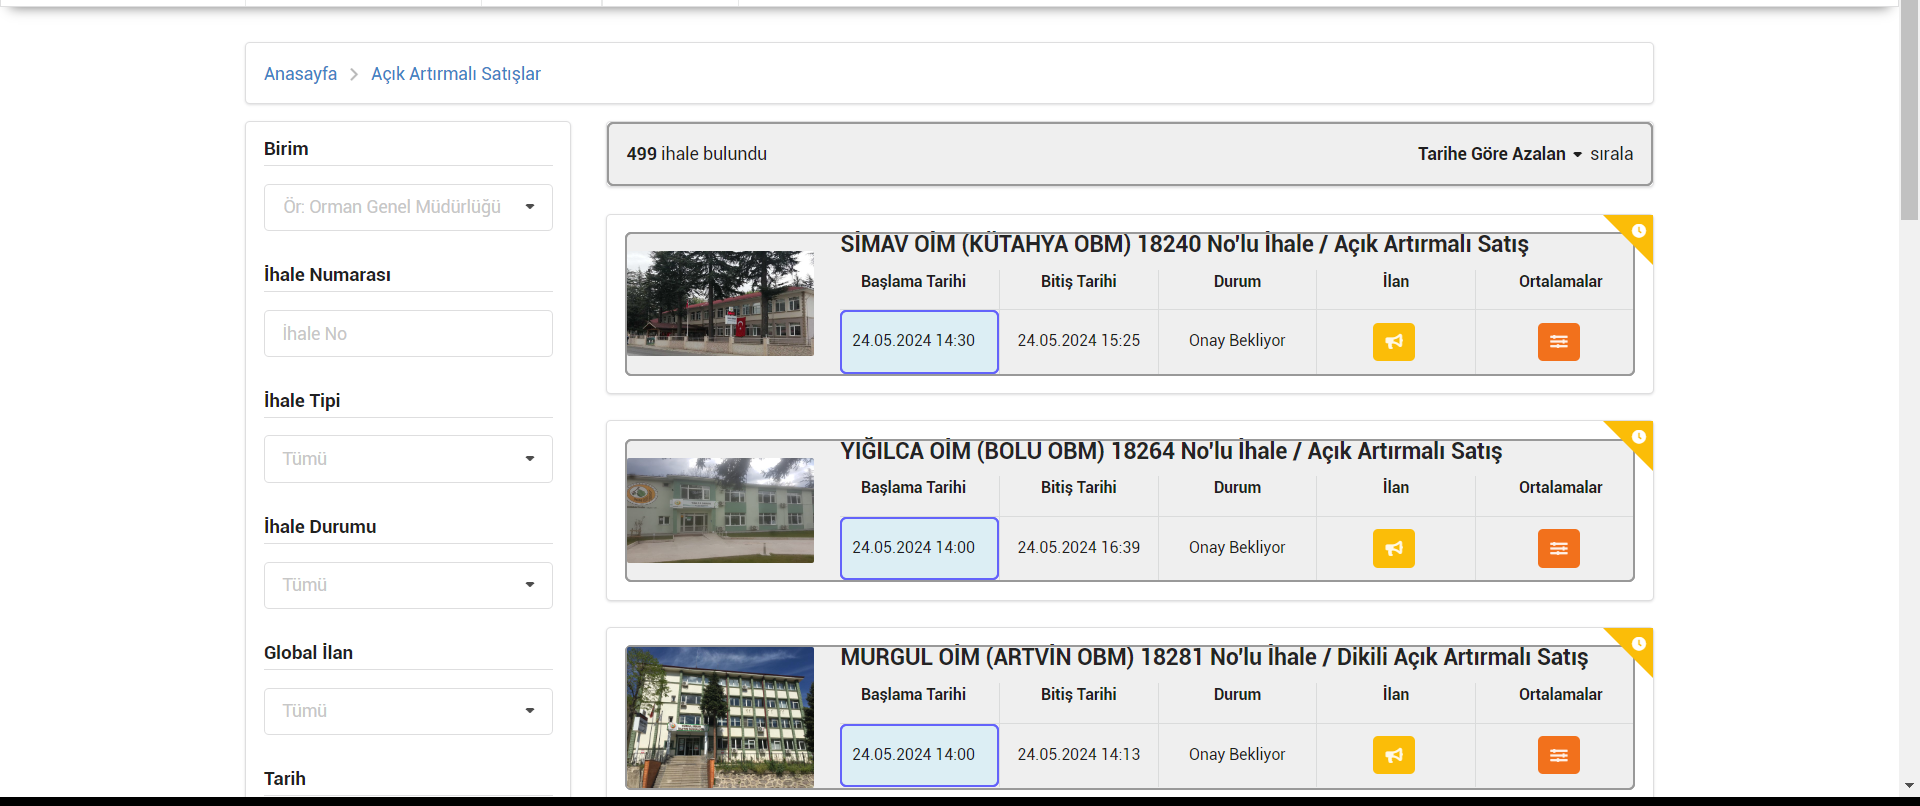 Anasayfa > Açık Artırmalı Satışlar
Birim
Ör: Orman Genel Müdürlüğü
İhale Numarası
İhale No
İhale Tipi
Tümü
İhale Durumu
Tümü
Global İlan
Tümü
Tarih
499 ihale bulundu
Tarihe Göre Azalan sırala
SİMAV OİM (KÜTAHYA OBM) 18240 No'lu İhale / Açık Artırmalı Satış
Başlama Tarihi Bitiş Tarihi Durum İlan Ortalamalar
24.05.2024 14:30 24.05.2024 15:25 Onay Bekliyor
YIĞILCA OİM (BOLU OBM) 18264 No'lu İhale / Açık Artırmalı Satış
Başlama Tarihi Bitiş Tarihi Durum İlan Ortalamalar
24.05.2024 14:00 24.05.2024 16:39 Onay Bekliyor
MURGUL OİM (ARTVİN OBM) 18281 No'lu İhale / Dikili Açık Artırmalı Satış
Başlama Tarihi Bitiş Tarihi Durum İlan Ortalamalar
24.05.2024 14:00 24.05.2024 14:13 Onay Bekliyor